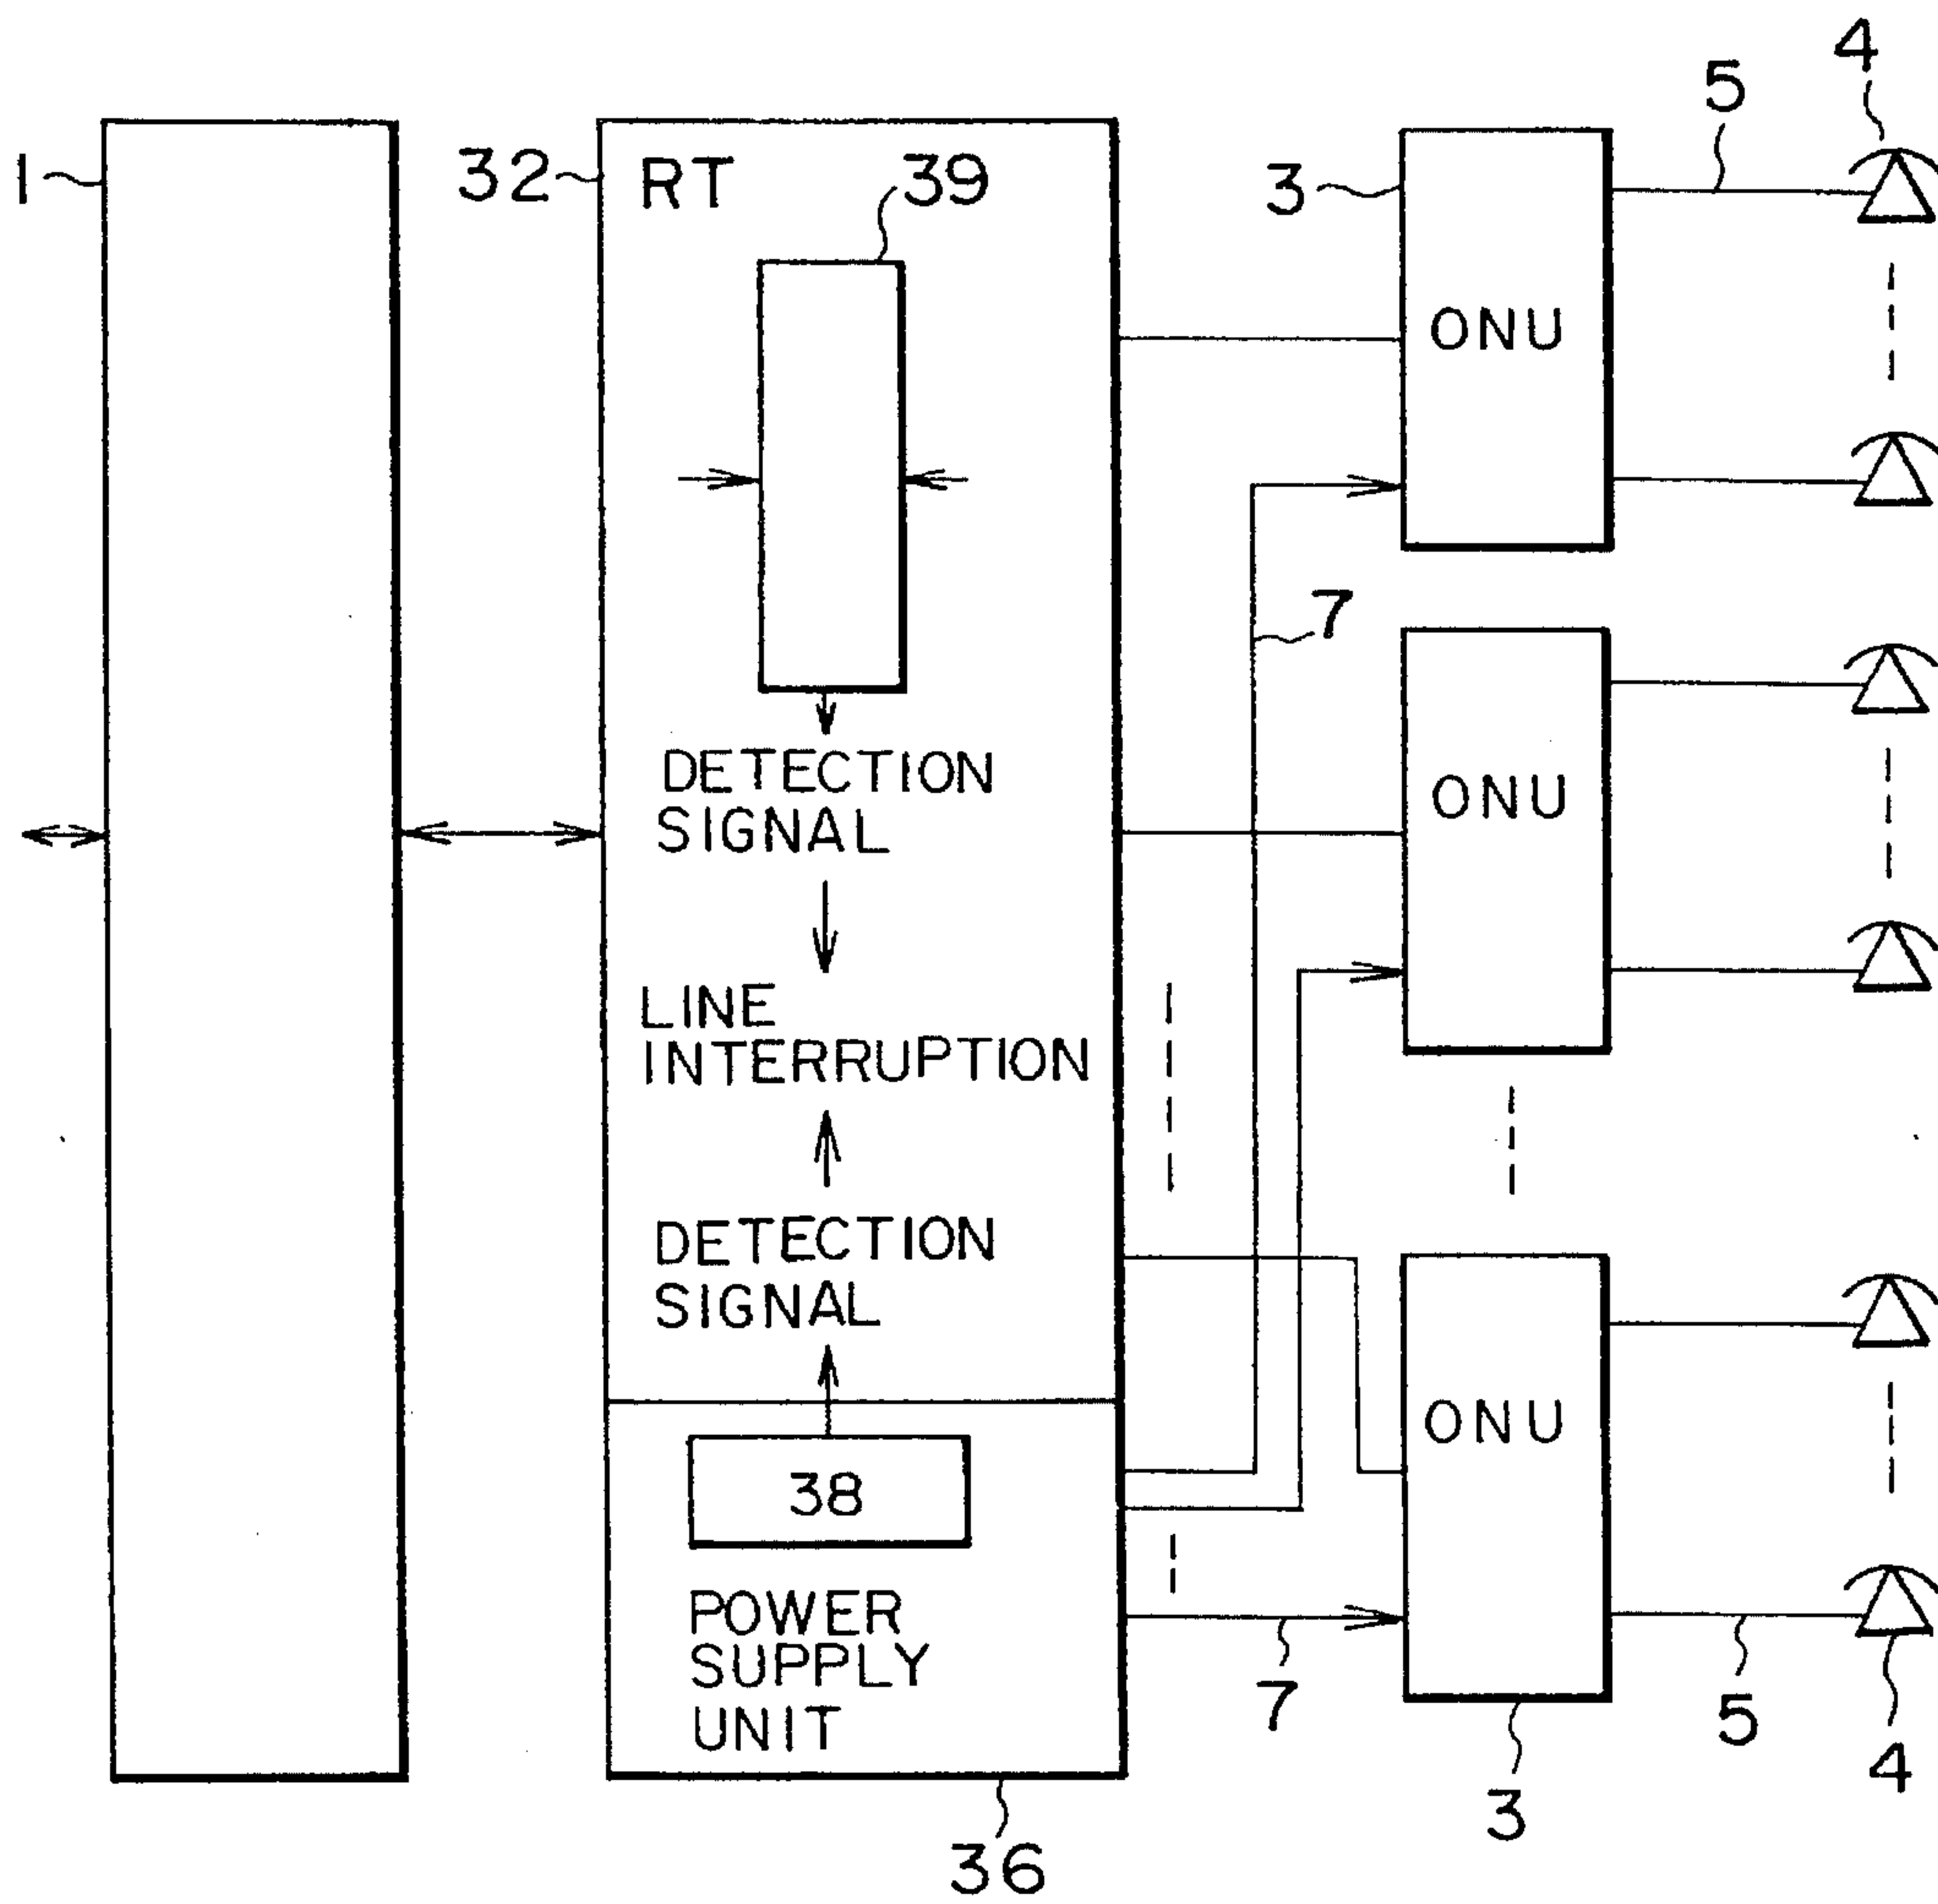 4
5
1
32
RT
39
3
ONU
7
DETECTION
SIGNAL
ONU
LINE
INTERRUPTION
DETECTION
SIGNAL
ONU
38
POWER
SUPPLY
UNIT
7
5
4
3
36